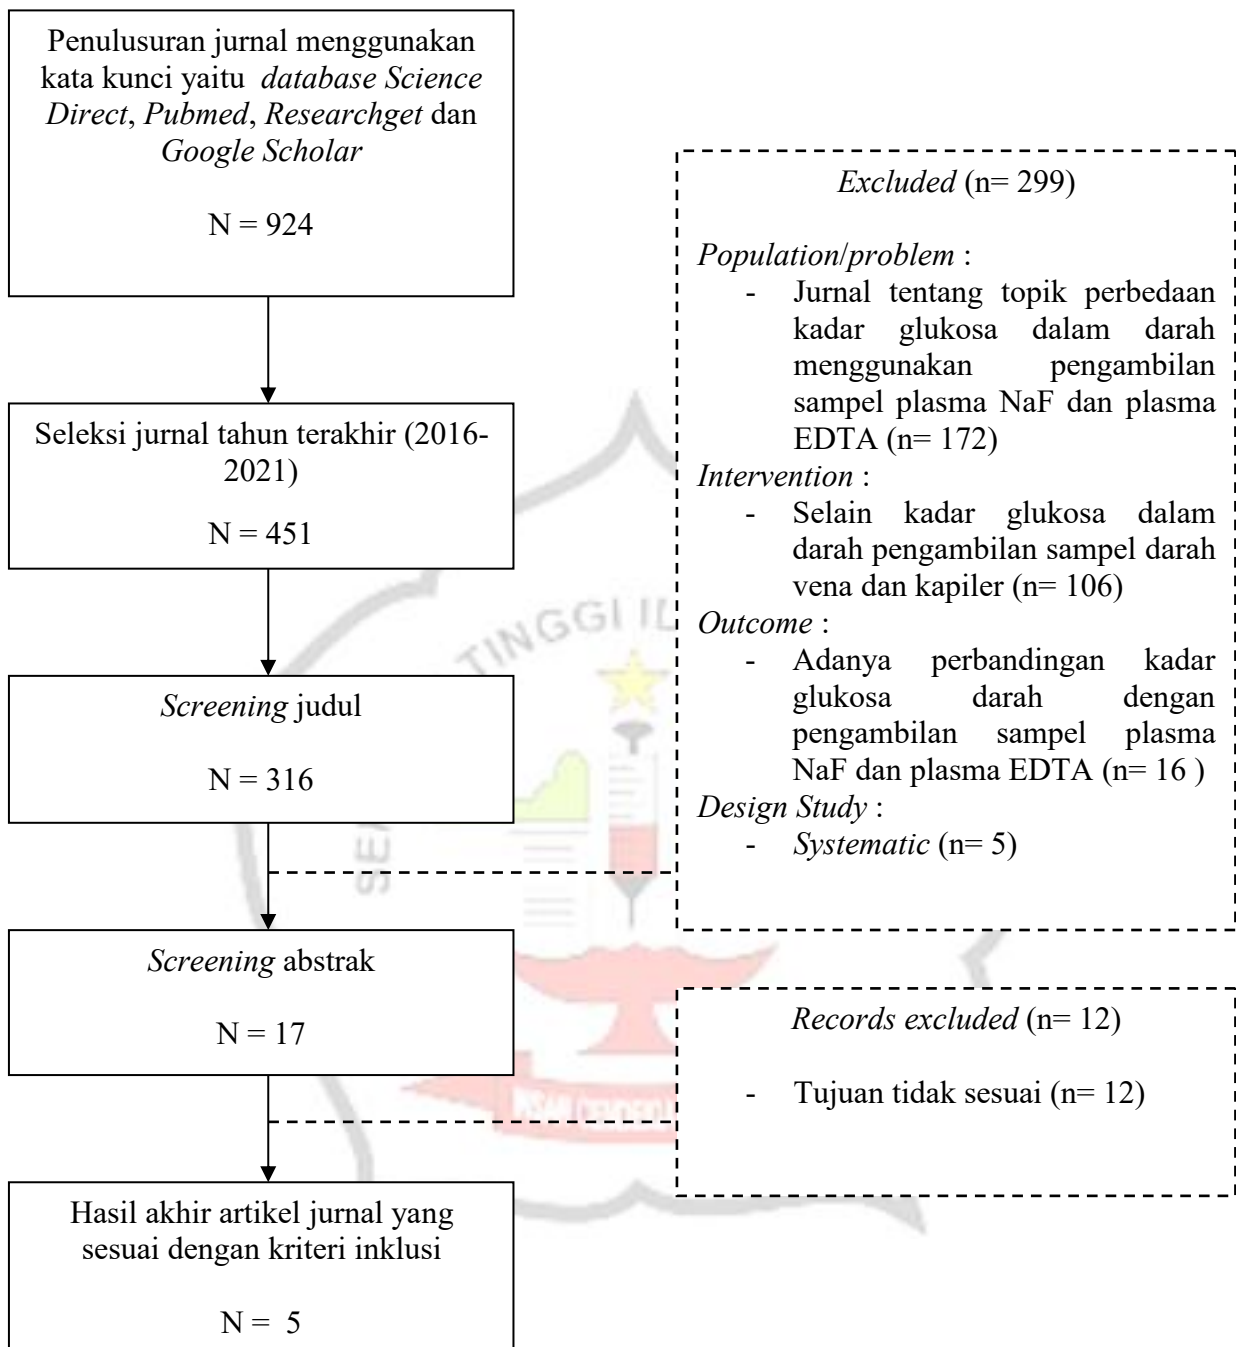 Penulusuran jurnal menggunakan
kata kunci yaitu database Science
Direct, Pubmed, Researchget dan
Google Scholar
N = 924
Seleksi jurnal tahun terakhir (2016-
2021)
N = 451
Screening judul
N = 316
Excluded (n= 299)
Population/problem :
- Jurnal tentang topik perbedaan
kadar glukosa dalam darah
menggunakan pengambilan
sampel plasma NaF dan plasma
EDTA (n= 172)
Intervention :
- Selain kadar glukosa dalam
darah pengambilan sampel darah
vena dan kapiler (n= 106)
Outcome :
- Adanya perbandingan kadar
glukosa darah dengan
pengambilan sampel plasma
NaF dan plasma EDTA (n= 16 )
Design Study :
- Systematic (n= 5)
Screening abstrak
N = 17
Records excluded (n= 12)
- Tujuan tidak sesuai (n= 12)
Hasil akhir artikel jurnal yang
sesuai dengan kriteri inklusi
N = 5
TINGGI